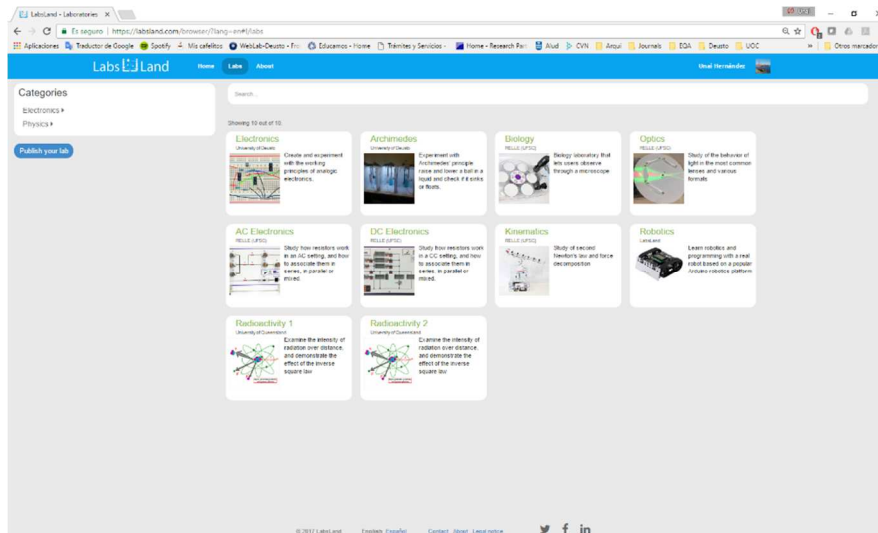 LabsLand - Laboratories
Es seguro | https://labsland.com/browser/?lang=en#!/labs
Aplicaciones Traductor de Google Spotify Mis cafelitos WebLab-Deusto - Educamos - Home Trámites y Servicios - Home - Research Alud CVN Arqui Journals EQA Deusto UOC » Otros marcador
LabsLand Home Labs About Unai Hernández
Categories
Electronics
Physics
Publish your lab
Search...
Showing 10 out of 10.
Electronics
University of Deusto
Create and experiment
with the working
principles of analogic
electronics.
Archimedes
University of Deusto
Experiment with
Archimedes' principle
raise and lower a ball in a
liquid and check if it sinks
or floats.
Biology
RELLE (UFSC)
Biology laboratory that
lets users observe
through a microscope
Optics
RELLE (UFSC)
Study of the behavior of
light in the most common
lenses and various
formats
AC Electronics
RELLE (UFSC)
Study how resistors work
in an AC setting, and how
to associate them in
series, in parallel or
mixed.
DC Electronics
RELLE (UFSC)
Study how resistors work
in a CC setting, and how
to associate them in
series, in parallel or
mixed.
Kinematics
RELLE (UFSC)
Study of second
Newton's law and force
decomposition
Robotics
LabsLand
Learn robotics and
programming with a real
robot based on a popular
Arduino robotics platform
Radioactivity 1
University of Queensland
Examine the intensity of
radiation over distance,
and demonstrate the
effect of the inverse
square law
Radioactivity 2
University of Queensland
Examine the intensity of
radiation over distance,
and demonstrate the
effect of the inverse
square law
© 2017 LabsLand English Español Contact About Legal notice